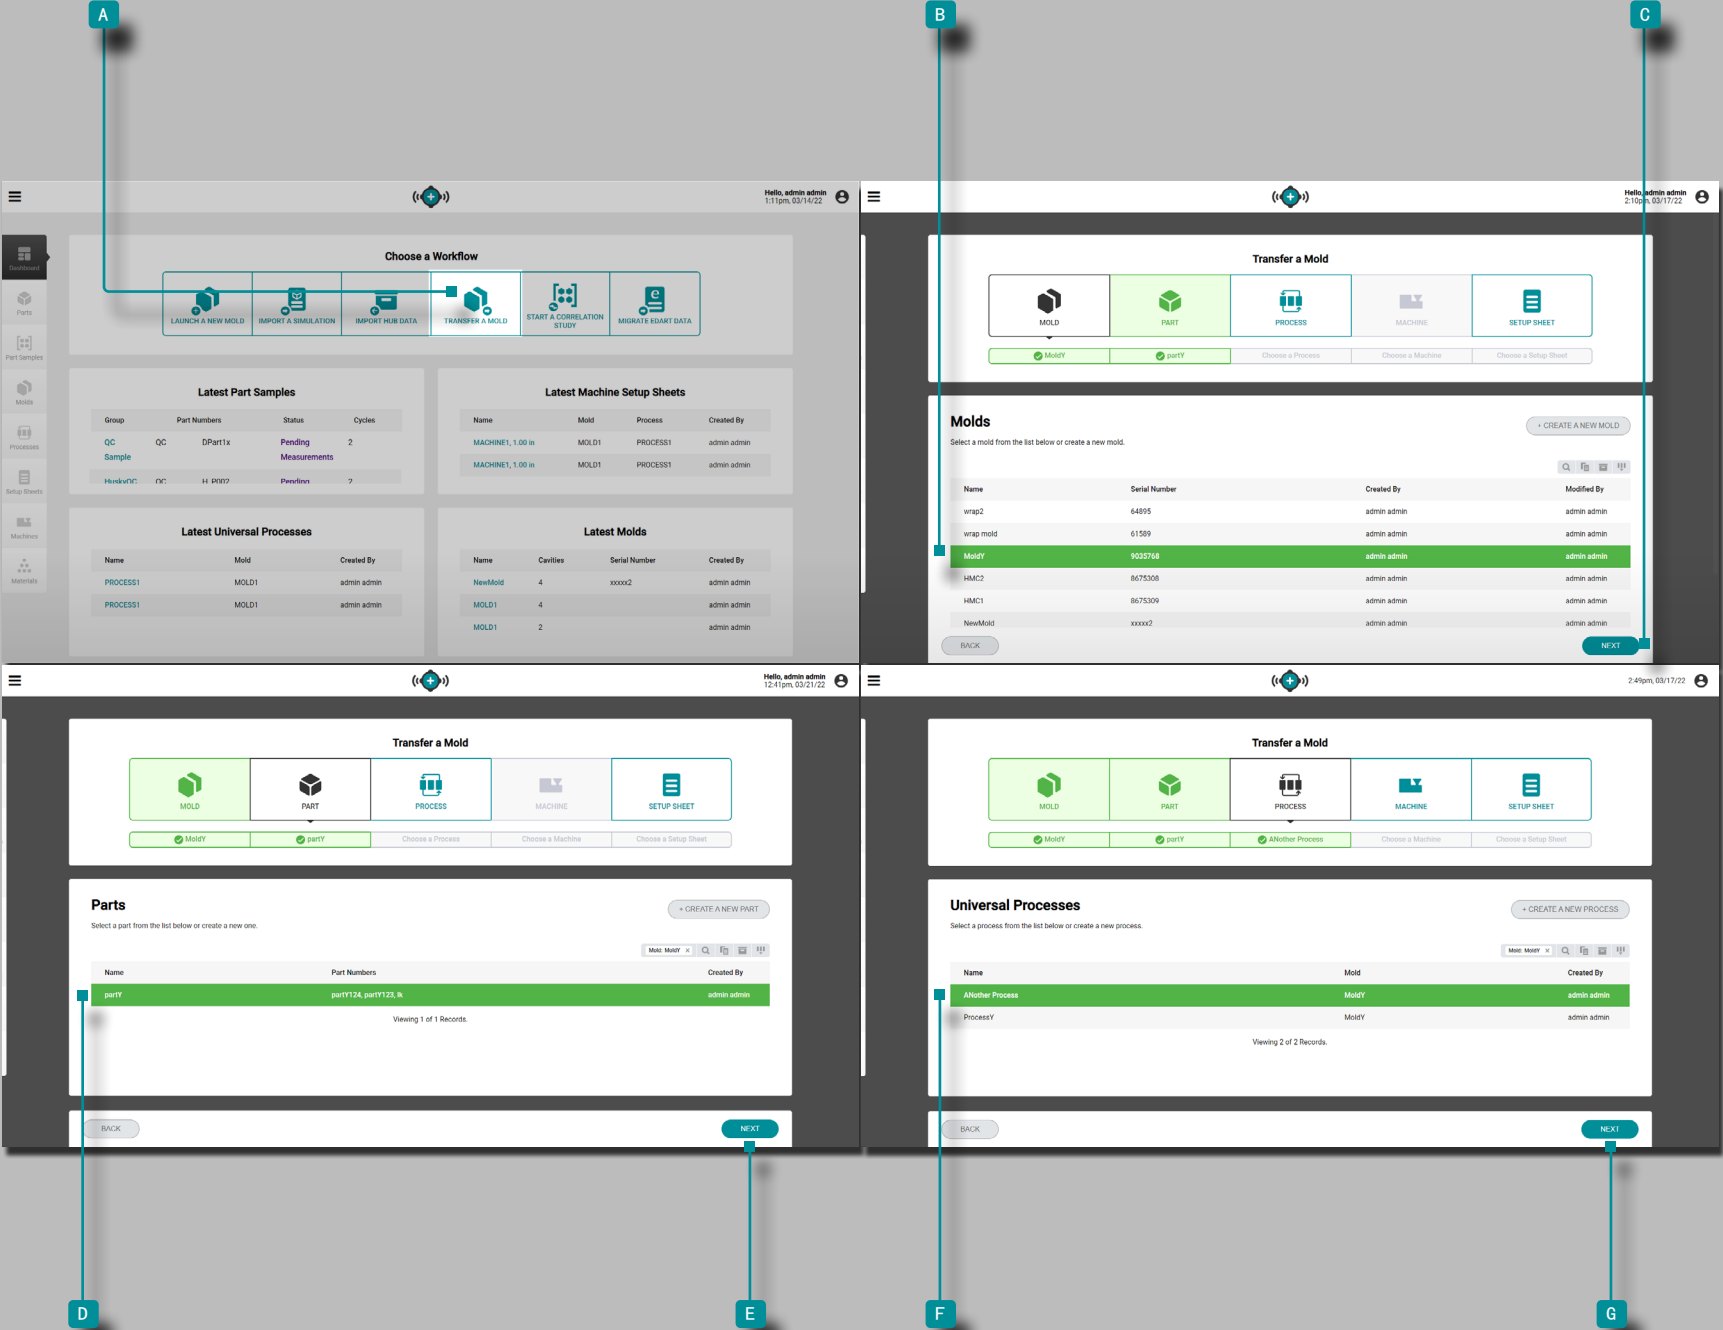 A
B
C
Hello, admin admin
1:11pm, 03/14/22
Dashboard
Parts
Part Samples
Molds
Processes
Setup Sheets
Machines
Materials
Choose a Workflow
LAUNCH A NEW MOLD
IMPORT A SIMULATION
IMPORT HUB DATA
TRANSFER A MOLD
START A CORRELATION
STUDY
MIGRATE EDART DATA
Latest Part Samples
Group Part Numbers Status Cycles
QC Sample QC DPart1x Pending Measurements 2
HuskyQC QC H_P002 Pending 2
Latest Machine Setup Sheets
Name Mold Process Created By
MACHINE1, 1.00 in MOLD1 PROCESS1 admin admin
MACHINE1, 1.00 in MOLD1 PROCESS1 admin admin
Latest Universal Processes
Name Mold Created By
PROCESS1 MOLD1 admin admin
PROCESS1 MOLD1 admin admin
Latest Molds
Name Cavities Serial Number Created By
NewMold 4 xxxxx2 admin admin
MOLD1 4 admin admin
MOLD1 2 admin admin
Hello, admin admin
2:10pm, 03/17/22
Transfer a Mold
MOLD PART PROCESS MACHINE SETUP SHEET
MoldY partY Choose a Process Choose a Machine Choose a Setup Sheet
Molds
+ CREATE A NEW MOLD
Select a mold from the list below or create a new mold.
Name Serial Number Created By Modified By
wrap2 64895 admin admin admin admin
wrap mold 61589 admin admin admin admin
MoldY 9035768 admin admin admin admin
HMC2 8675308 admin admin admin admin
HMC1 8675309 admin admin admin admin
NewMold xxxxx2 admin admin admin admin
BACK NEXT
Hello, admin admin
12:41pm, 03/21/22
Transfer a Mold
MOLD PART PROCESS MACHINE SETUP SHEET
MoldY partY Choose a Process Choose a Machine Choose a Setup Sheet
Parts
+ CREATE A NEW PART
Select a part from the list below or create a new one.
Mold: MoldY ×
Name Part Numbers Created By
partY partY124, partY123, lk admin admin
Viewing 1 of 1 Records.
BACK NEXT
2:49pm, 03/17/22
Transfer a Mold
MOLD PART PROCESS MACHINE SETUP SHEET
MoldY partY ANother Process Choose a Machine Choose a Setup Sheet
Universal Processes
+ CREATE A NEW PROCESS
Select a process from the list below or create a new process.
Mold: MoldY ×
Name Mold Created By
ANother Process MoldY admin admin
ProcessY MoldY admin admin
Viewing 2 of 2 Records.
BACK NEXT
D
E
F
G